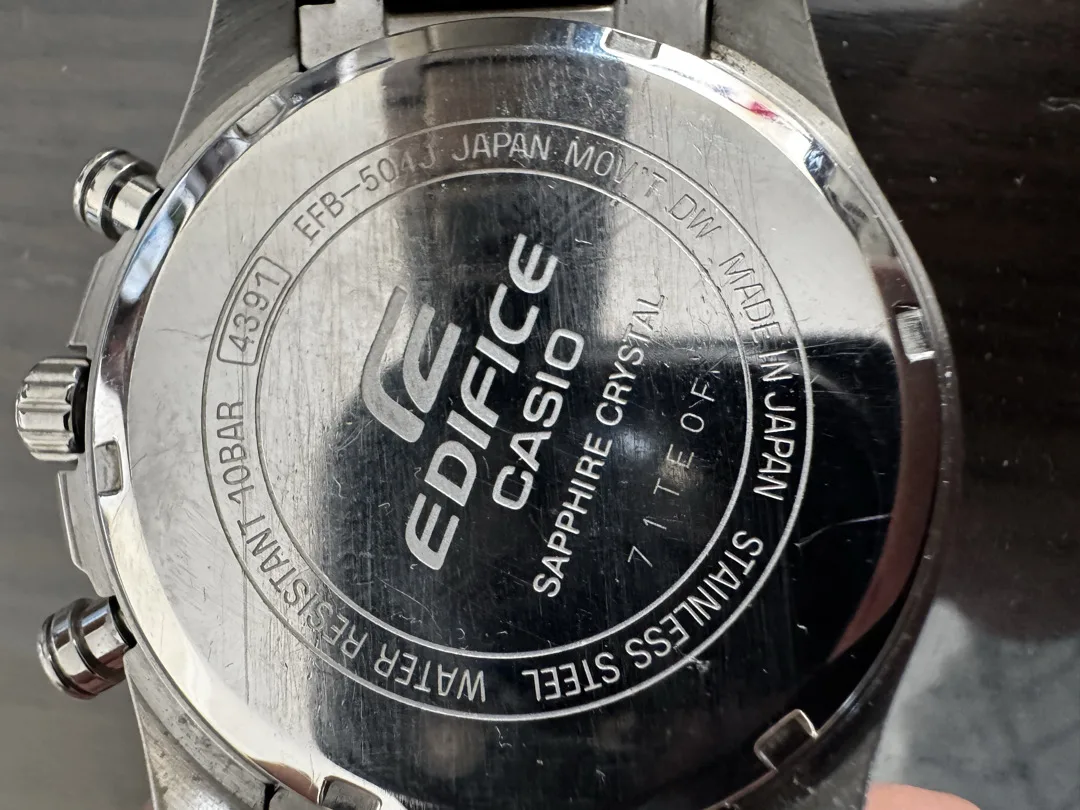 EDIFICE
CASIO
SAPPHIRE CRYSTAL
4391
EFB-504J JAPAN MOV'T DW MADE IN JAPAN
STAINLESS STEEL
WATER RESISTANT 10BAR